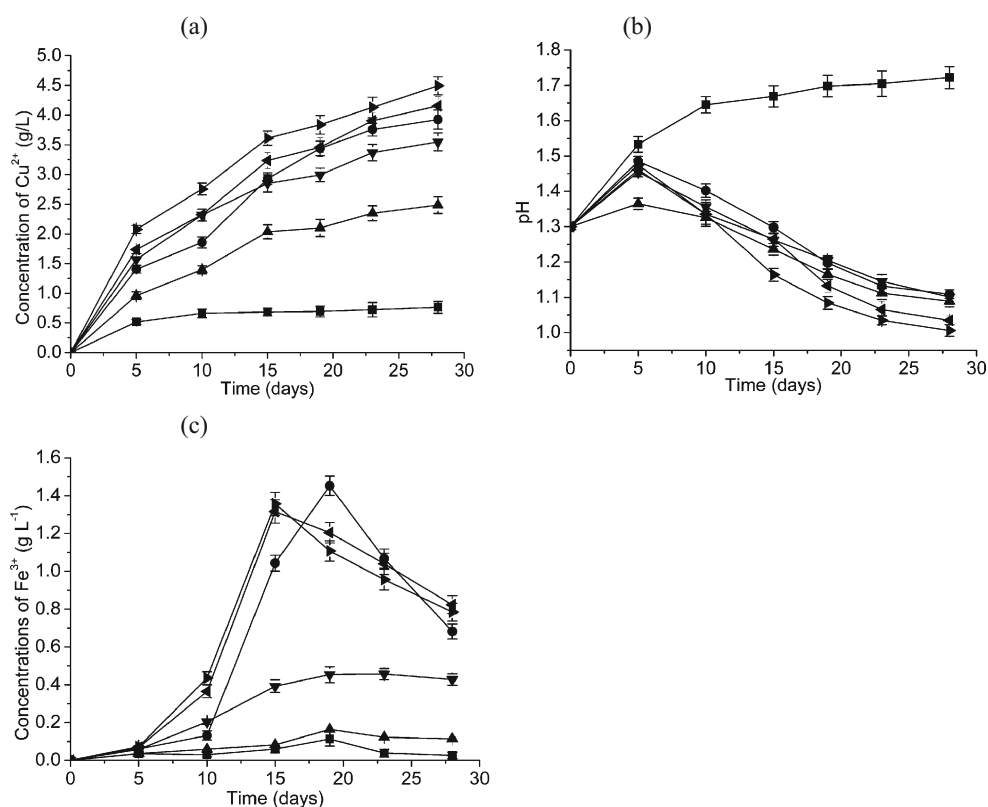 (a)
5.0
4.5
4.0
3.5
3.0
2.5
2.0
1.5
1.0
0.5
0.0
Concentration of Cu²⁺ (g/L)
0 5 10 15 20 25 30
Time (days)
(b)
1.8
1.7
1.6
1.5
1.4
1.3
1.2
1.1
1.0
pH
0 5 10 15 20 25 30
Time (days)
(c)
1.6
1.4
1.2
1.0
0.8
0.6
0.4
0.2
0.0
Concentrations of Fe³⁺ (g L⁻¹)
0 5 10 15 20 25 30
Time (days)